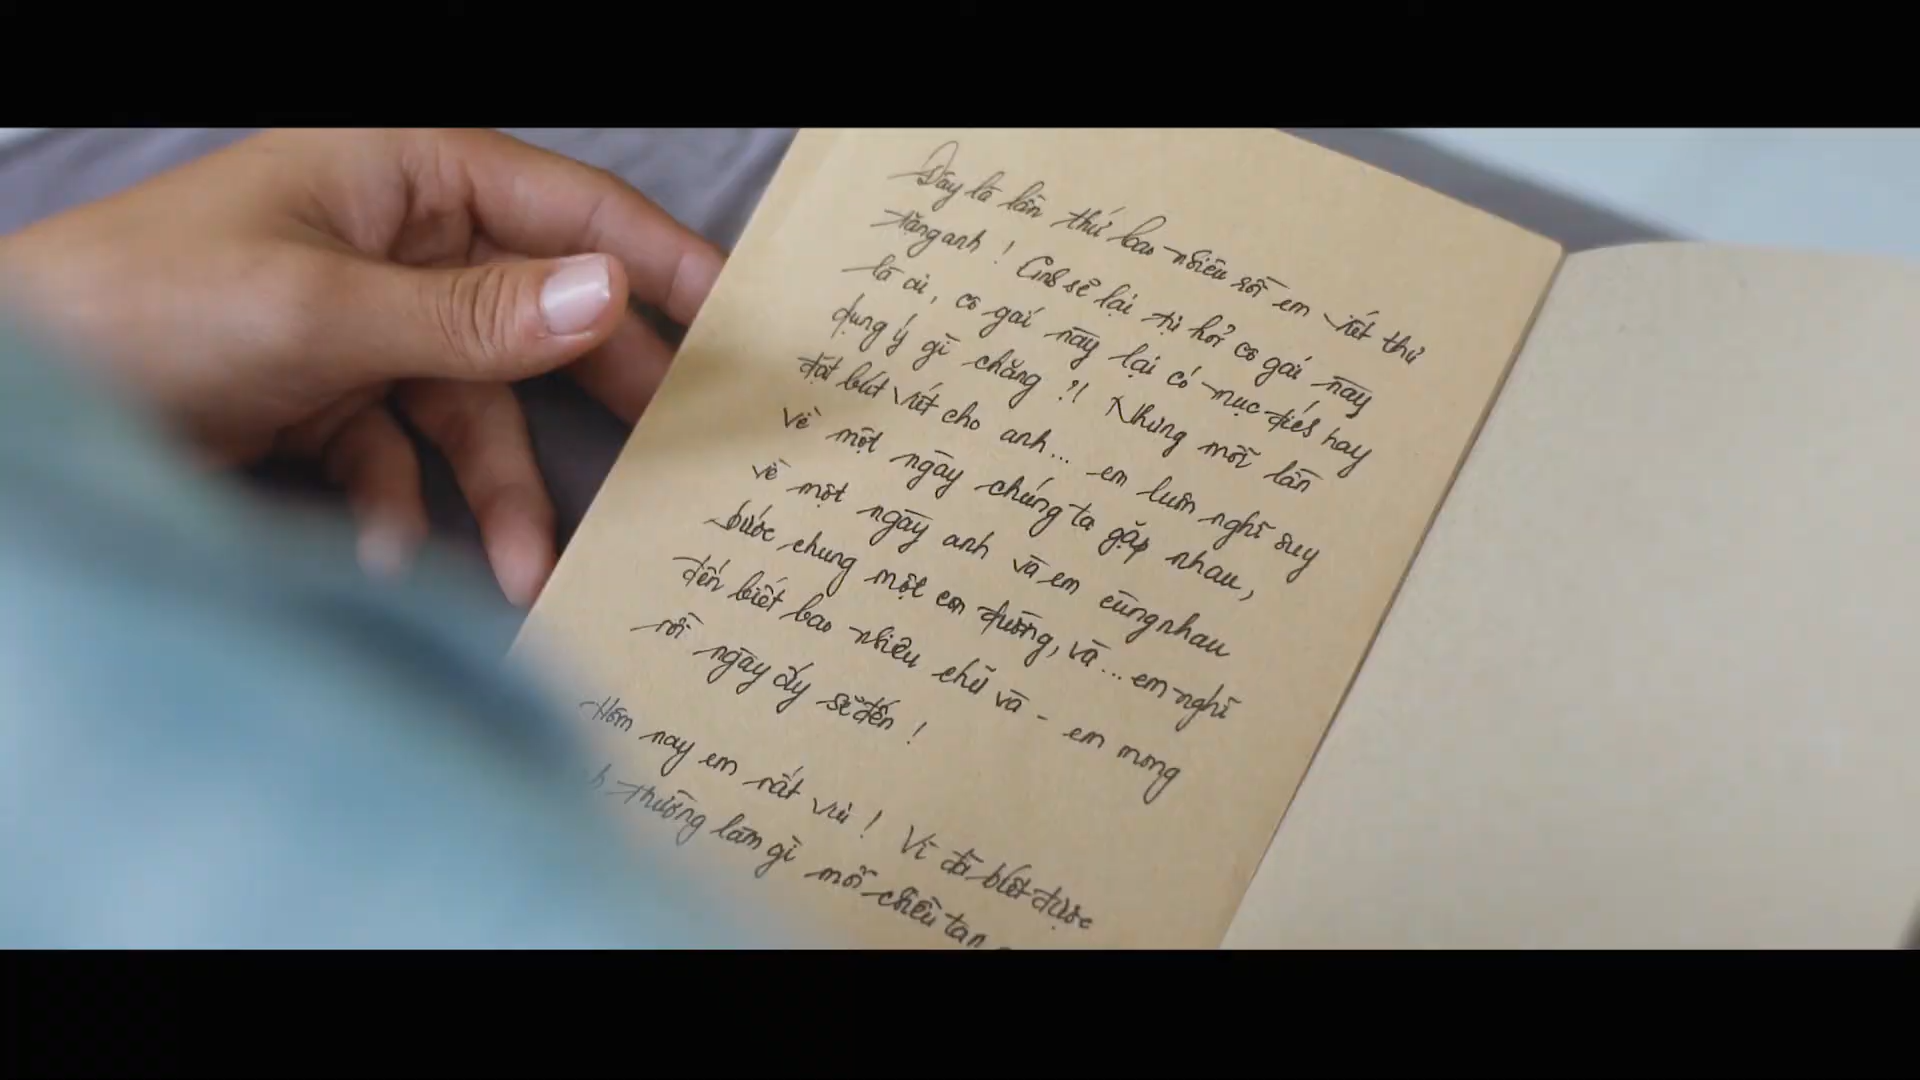 Đây là lần thứ bao nhiêu rồi em viết thư
tặng anh ! Anh sẽ lại tự hỏi cô gái này
là ai, cô gái này lại có mục đích hay
dụng ý gì chăng ?! Nhưng mỗi lần
đặt bút viết cho anh... em luôn nghĩ suy
về một ngày chúng ta gặp nhau,
về một ngày anh và em cùng nhau
bước chung một con đường, và... em nghĩ
đến biết bao nhiêu chữ và - em mong
rồi ngày ấy sẽ đến !
Hôm nay em rất vui ! Vì đã biết được
thường làm gì mỗi chiều tan